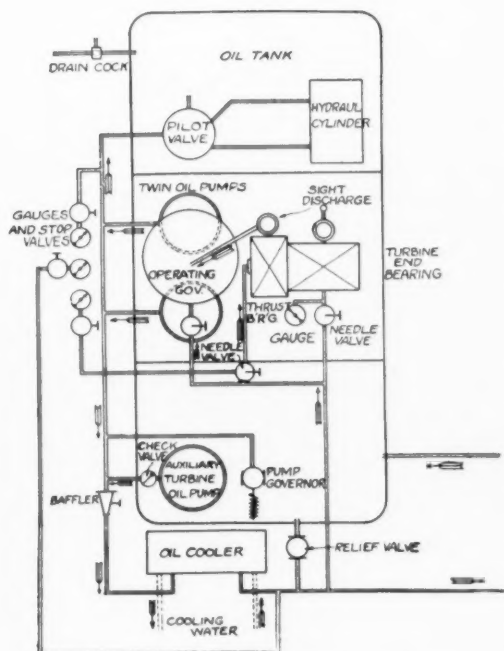 DRAIN COCK
OIL TANK
PILOT
VALVE
HYDRAUL
CYLINDER
TWIN OIL PUMPS
SIGHT
DISCHARGE
GAUGES
AND STOP
VALVES
OPERATING
GOV.
TURBINE
END
BEARING
THRUST
B'R'G
GAUGE
NEEDLE
VALVE
NEEDLE
VALVE
CHECK
VALVE
AUXILIARY
TURBINE
OIL PUMP
PUMP
GOVERNOR
BAFFLER
OIL COOLER
RELIEF VALVE
COOLING
WATER